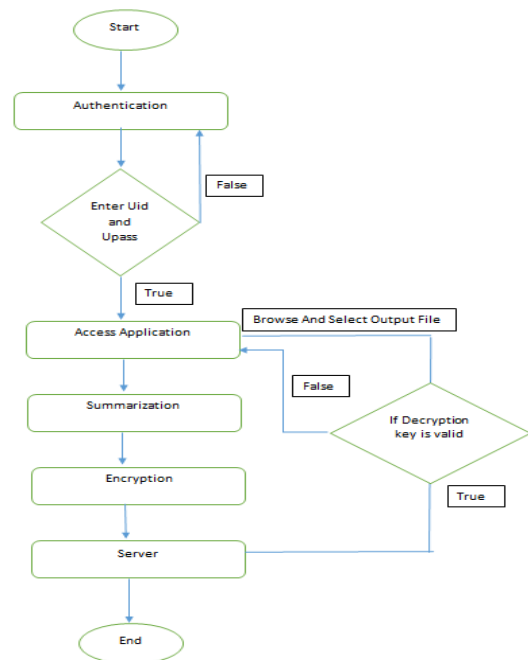 Start
Authentication
False
Enter Uid
and
Upass
True
Browse And Select Output File
Access Application
False
Summarization
If Decryption
key is valid
Encryption
True
Server
End